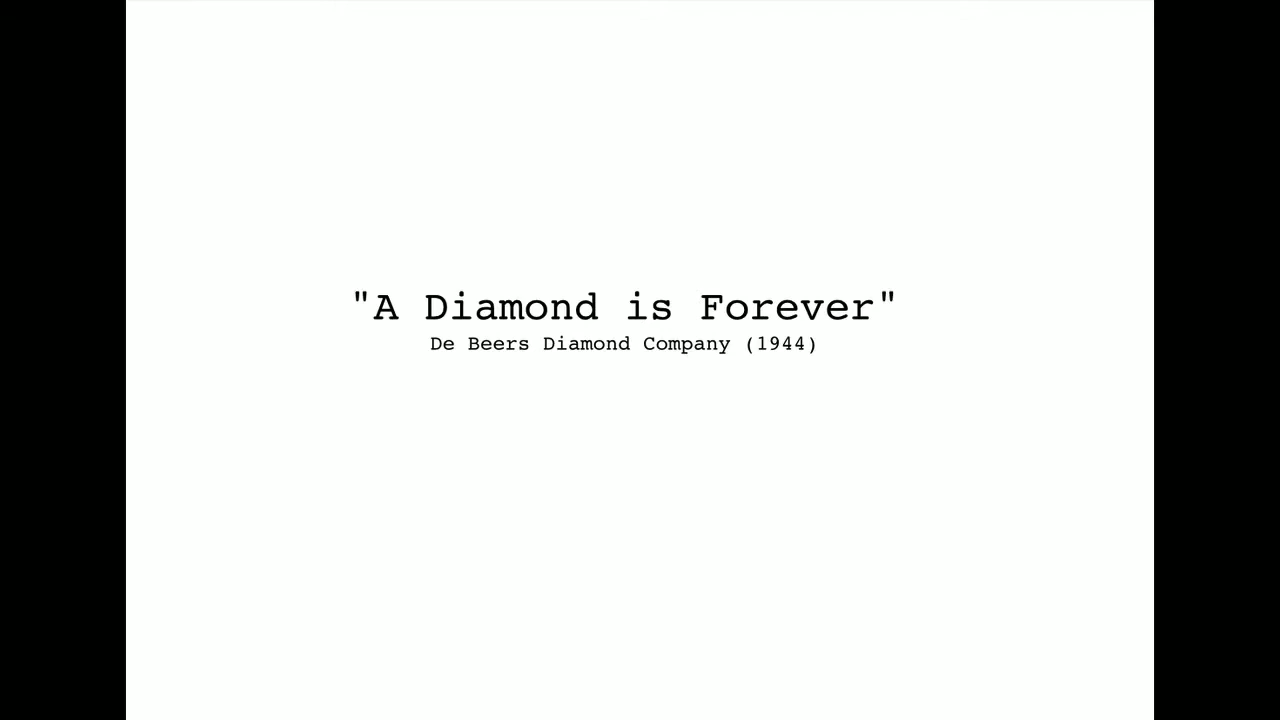 "A Diamond is Forever"
De Beers Diamond Company (1944)